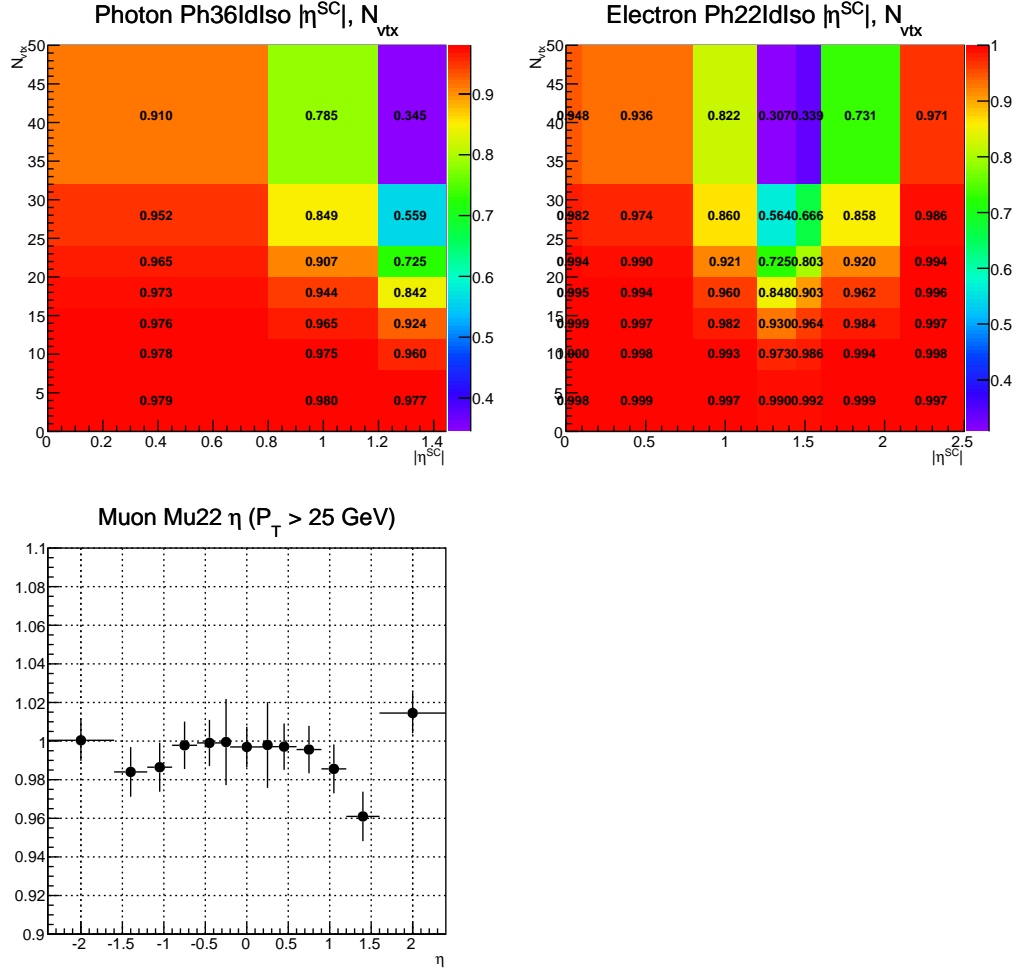 Photon Ph36IdIso |η^SC|, N_vtx
N_vtx
50
45
40
35
30
25
20
15
10
5
0
0.910 0.785 0.345
0.952 0.849 0.559
0.965 0.907 0.725
0.973 0.944 0.842
0.976 0.965 0.924
0.978 0.975 0.960
0.979 0.980 0.977
0 0.2 0.4 0.6 0.8 1 1.2 1.4
|η^SC|
0.9
0.8
0.7
0.6
0.5
0.4
Electron Ph22IdIso |η^SC|, N_vtx
N_vtx
50
45
40
35
30
25
20
15
10
5
0
0.948 0.936 0.822 0.307 0.339 0.731 0.971
0.982 0.974 0.860 0.564 0.666 0.858 0.986
0.994 0.990 0.921 0.725 0.803 0.920 0.994
0.995 0.994 0.960 0.848 0.903 0.962 0.996
0.999 0.997 0.982 0.930 0.964 0.984 0.997
1.000 0.998 0.993 0.973 0.986 0.994 0.998
0.998 0.999 0.997 0.990 0.992 0.999 0.997
0 0.5 1 1.5 2 2.5
|η^SC|
1
0.9
0.8
0.7
0.6
0.5
0.4
Muon Mu22 η (P_T > 25 GeV)
1.1
1.08
1.06
1.04
1.02
1
0.98
0.96
0.94
0.92
0.9
-2 -1.5 -1 -0.5 0 0.5 1 1.5 2
η